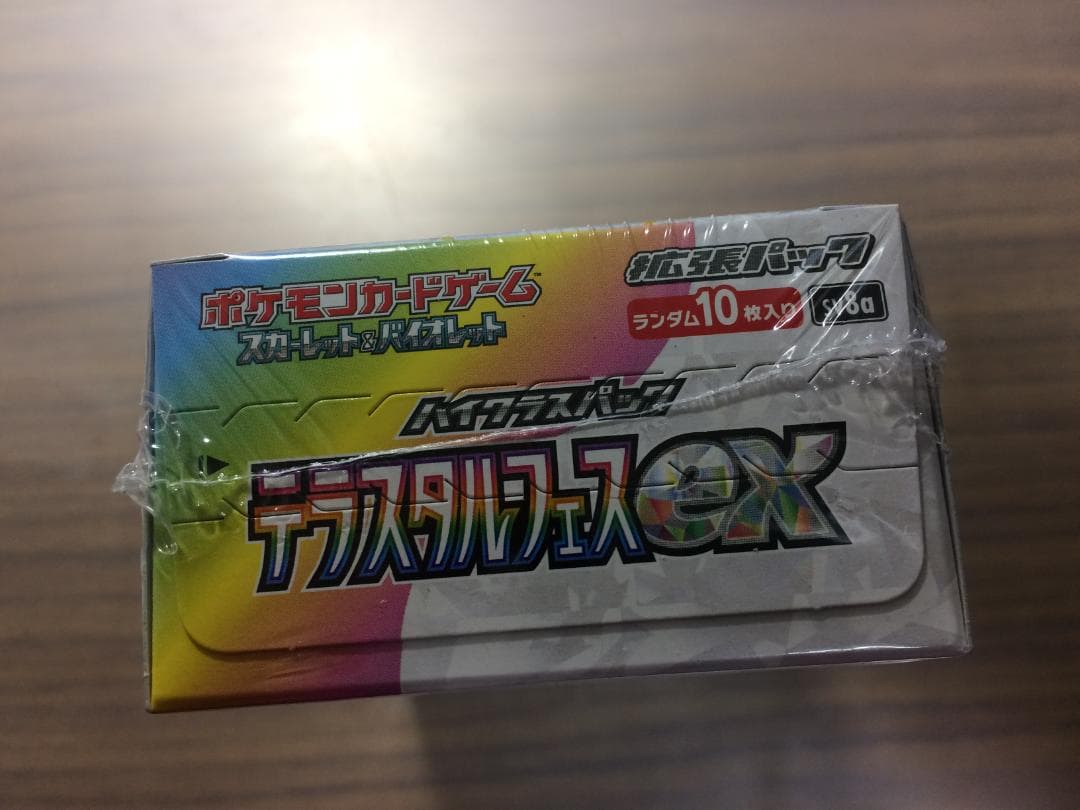 ポケモンカードゲーム™
スカーレット&バイオレット
拡張パック
ランダム10枚入り
sv8a
ハイクラスパック
テラスタルフェスex